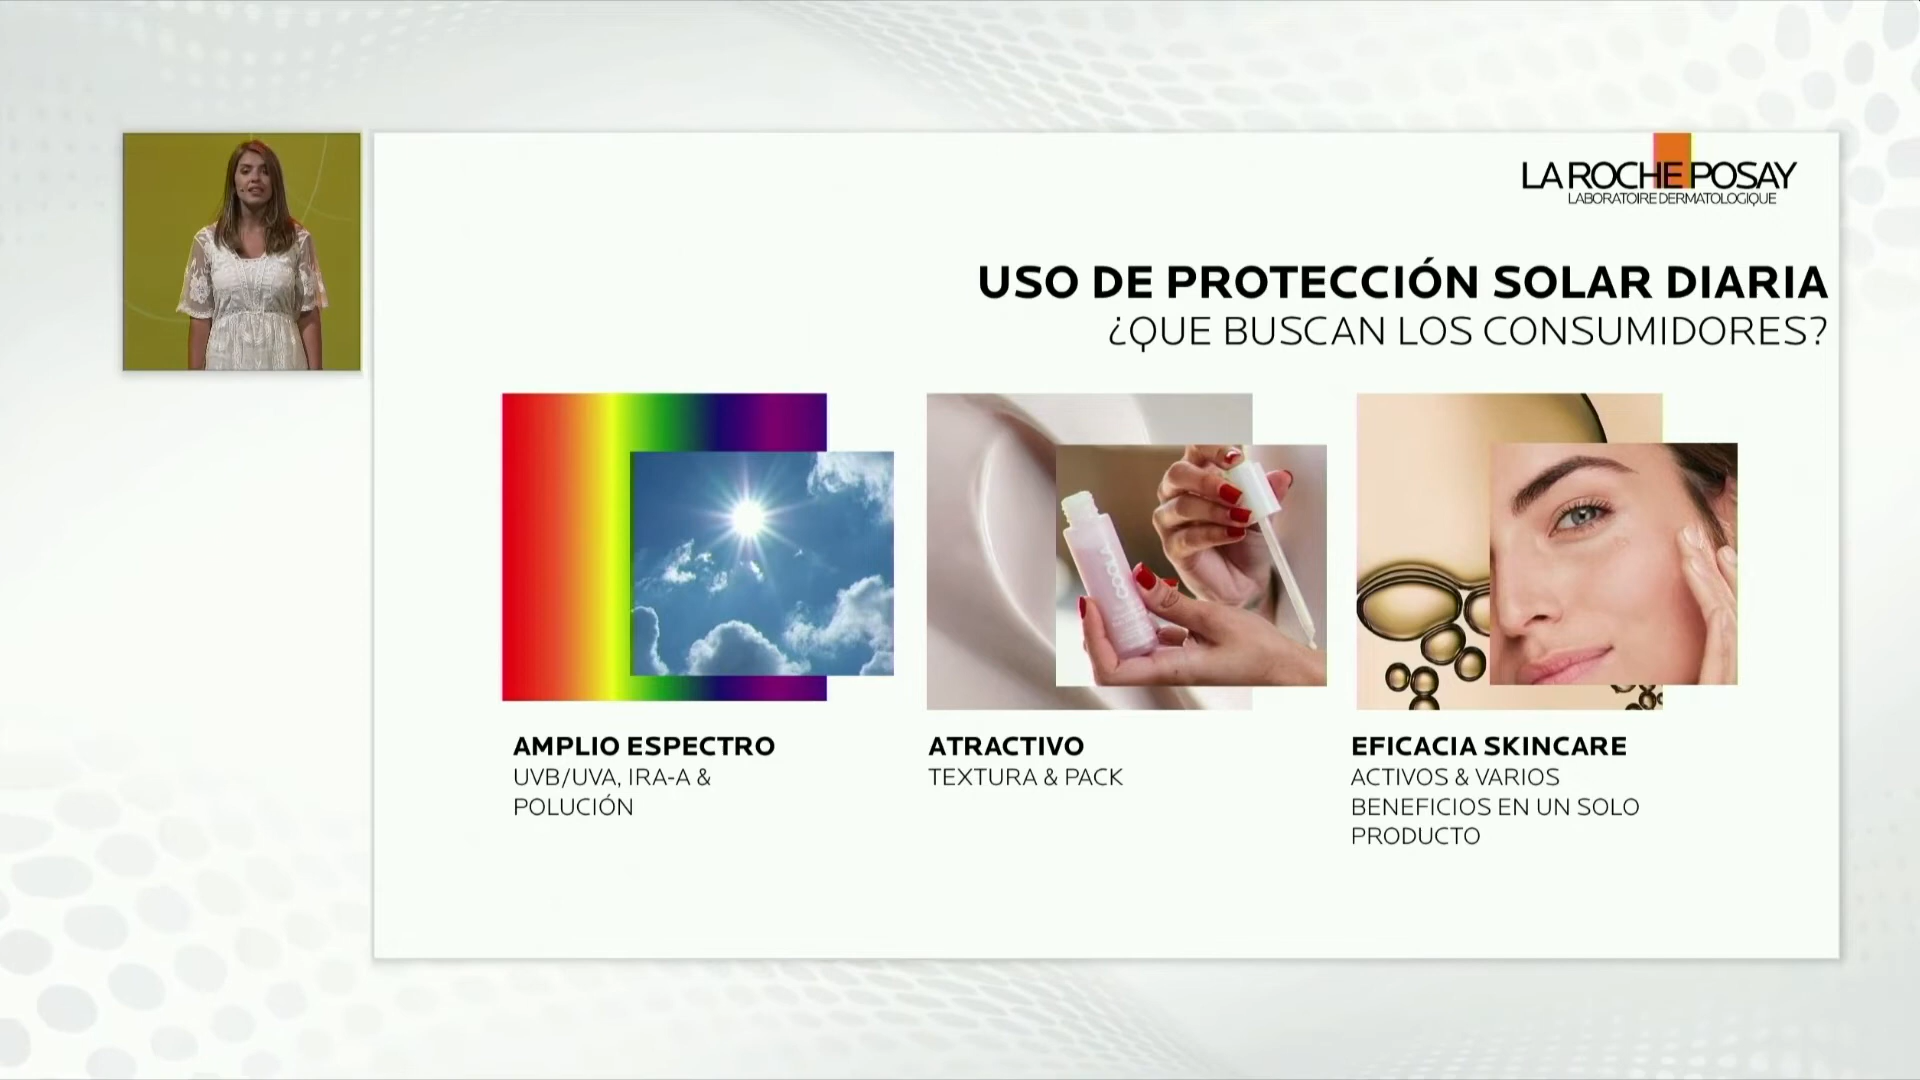 LA ROCHE POSAY
LABORATOIRE DERMATOLOGIQUE
USO DE PROTECCIÓN SOLAR DIARIA
¿QUE BUSCAN LOS CONSUMIDORES?
COOLA
AMPLIO ESPECTRO
UVB/UVA, IRA-A &
POLUCIÓN
ATRACTIVO
TEXTURA & PACK
EFICACIA SKINCARE
ACTIVOS & VARIOS
BENEFICIOS EN UN SOLO
PRODUCTO